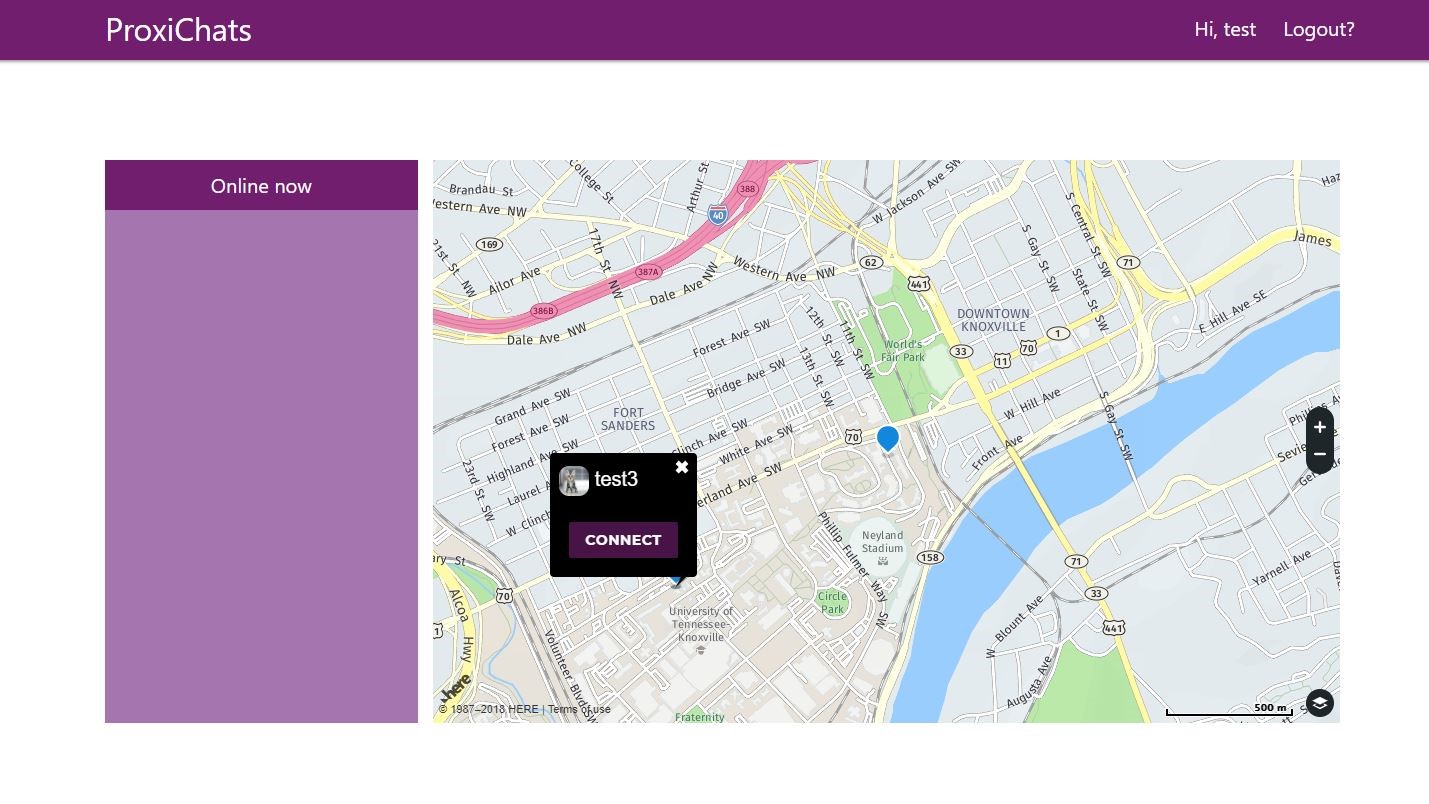 ProxiChats
Hi, test
Logout?
Online now
Brandau St
College St
Arthur St
388
40
W Jackson Ave SW
S Central St SW
Western Ave NW
169
17th St NW
21st St NW
Ailor Ave
387A
Western Ave NW
62
S Gay St SW
71
James
Dale Ave NW
441
State St SW
386B
Dale Ave NW
DOWNTOWN
KNOXVILLE
E Hill Ave SE
12th St SW
11th St SW
Forest Ave SW
World's
Fair Park
33
1
70
11
13th St SW
Bridge Ave SW
Grand Ave SW
FORT
SANDERS
W Hill Ave
S Gay St SW
Forest Ave SW
Clinch Ave SW
White Ave SW
70
Front Ave
+
−
Highland Ave SW
23rd St SW
test3
✖
CONNECT
erland Ave SW
Laurel A
W Clinch
Phillip Fulmer Way SW
Neyland
Stadium
158
ary St
71
Yarnell Ave
70
Alcoa Hwy
Circle
Park
33
University of
Tennessee-
Knoxville
1
441
W Blount Ave
Volunteer Blvd SW
Augusta Ave
here
© 1987–2018 HERE | Terms of use
Fraternity
500 m